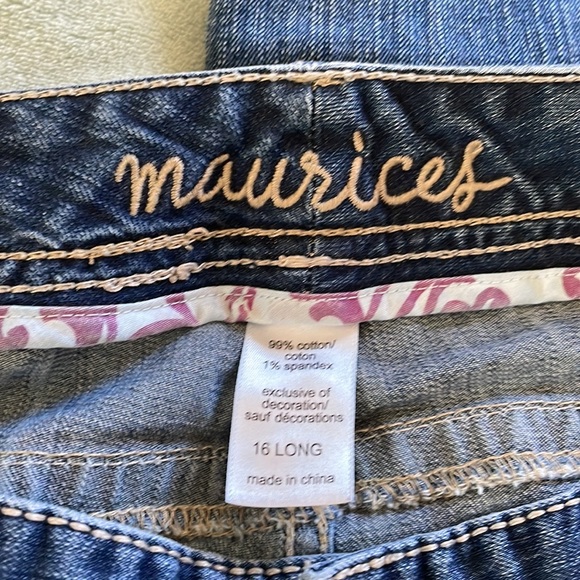 maurices
99% cotton/
coton
1% spandex
exclusive of
decoration/
sauf décorations
16 LONG
made in china